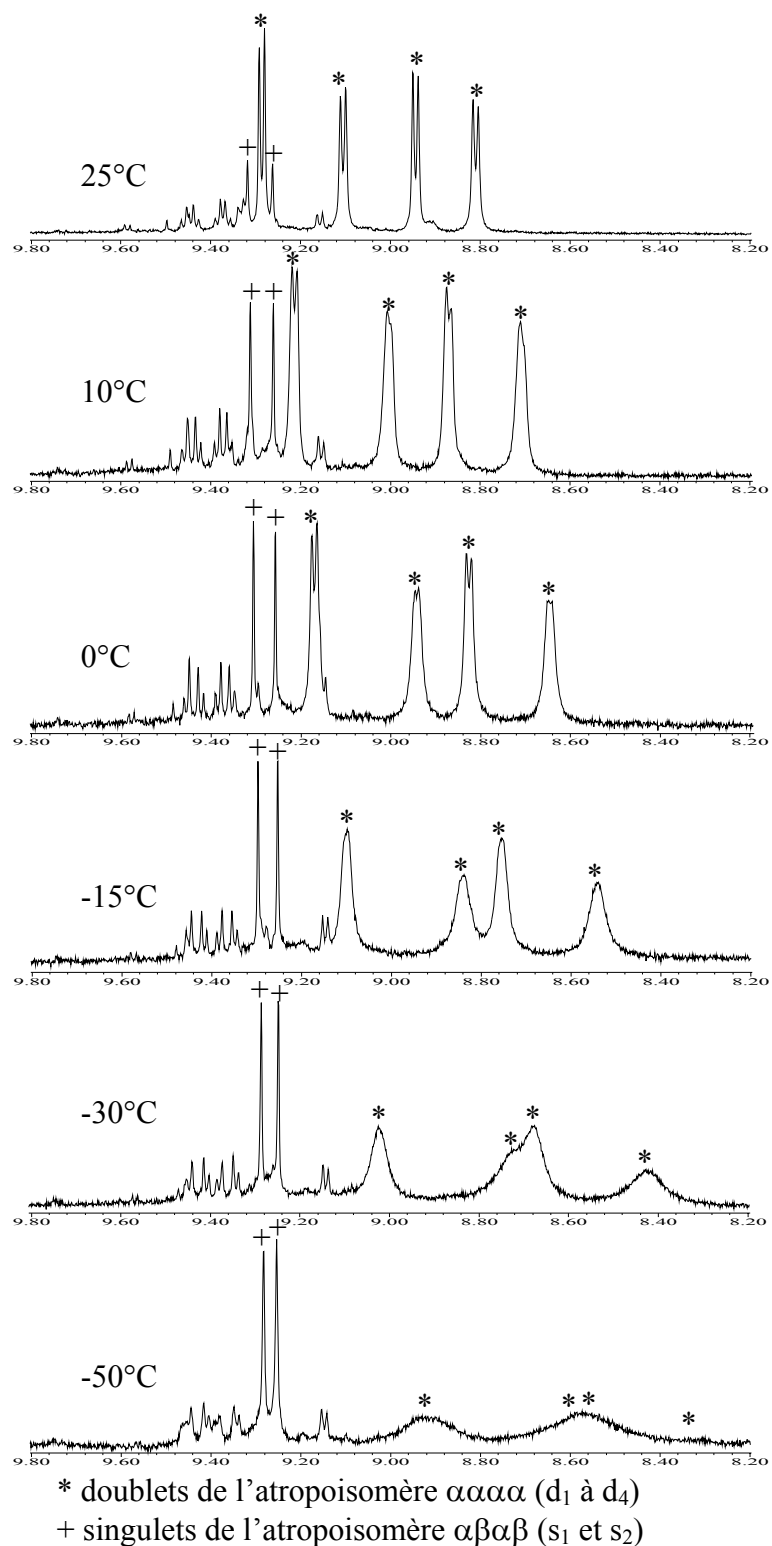 *
* * *
+ +
25°C
9.80 9.60 9.40 9.20 9.00 8.80 8.60 8.40 8.20
*
+ + * * *
10°C
9.80 9.60 9.40 9.20 9.00 8.80 8.60 8.40 8.20
+ + * * * *
0°C
9.80 9.60 9.40 9.20 9.00 8.80 8.60 8.40 8.20
+ +
* * * *
-15°C
9.80 9.60 9.40 9.20 9.00 8.80 8.60 8.40 8.20
+ +
-30°C
* * * *
9.80 9.60 9.40 9.20 9.00 8.80 8.60 8.40 8.20
+ +
-50°C
* * * *
9.80 9.60 9.40 9.20 9.00 8.80 8.60 8.40 8.20
* doublets de l’atropoisomère αααα (d₁ à d₄)
+ singulets de l’atropoisomère αβαβ (s₁ et s₂)